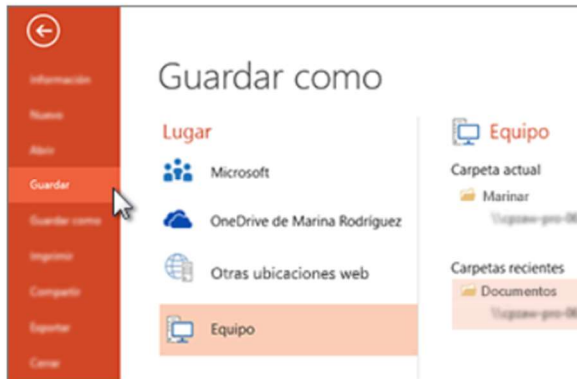 Guardar como
Información
Nuevo
Abrir
Guardar
Guardar como
Imprimir
Compartir
Exportar
Cerrar
Lugar
Microsoft
OneDrive de Marina Rodríguez
Otras ubicaciones web
Equipo
Equipo
Carpeta actual
Marinar
Carpetas recientes
Documentos